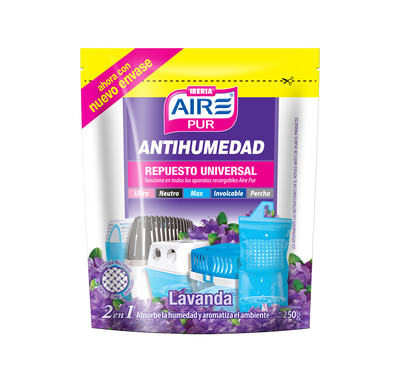 ahora con
nuevo envase
IBERIA
AIRE
PUR
ANTIHUMEDAD
REPUESTO UNIVERSAL
funciona en todos los aparatos recargables Aire Pur
Ultra Neutro Max Involcable Percha
Lavanda
2 en 1 Absorbe la humedad y aromatiza el ambiente
250g